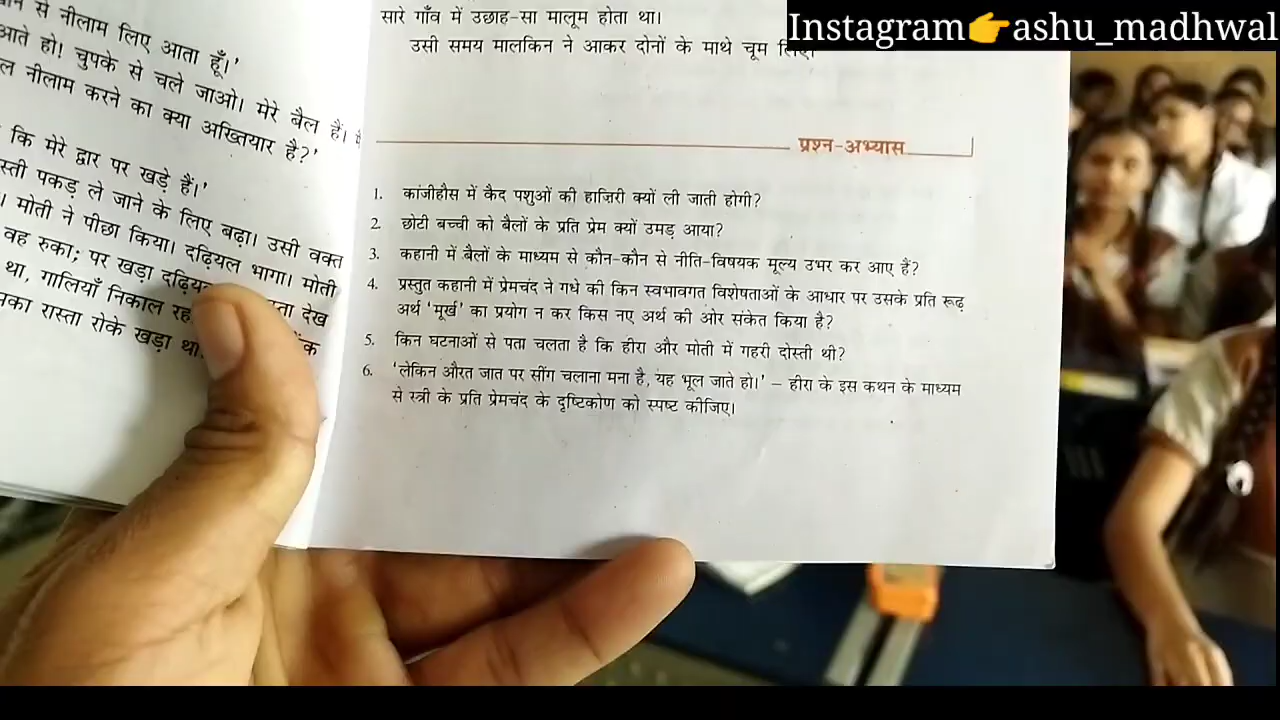 Instagram👉ashu_madhwal
से नीलाम लिए आता हूँ।'
आते हो! चुपके से चले जाओ। मेरे बैल हैं।
नीलाम करने का क्या अख्तियार है?'
कि मेरे द्वार पर खड़े हैं।'
पकड़ ले जाने के लिए बढ़ा। उसी वक्त
मोती ने पीछा किया। दढ़ियल भागा। मोती
वह रुका; पर खड़ा देख
था, गालियाँ निकाल
रास्ता रोके खड़ा था।
सारे गाँव में उछाह-सा मालूम होता था।
उसी समय मालकिन ने आकर दोनों के माथे चूम लिए।
प्रश्न-अभ्यास
1. कांजीहौस में कैद पशुओं की हाज़िरी क्यों ली जाती होगी?
2. छोटी बच्ची को बैलों के प्रति प्रेम क्यों उमड़ आया?
3. कहानी में बैलों के माध्यम से कौन-कौन से नीति-विषयक मूल्य उभर कर आए हैं?
4. प्रस्तुत कहानी में प्रेमचंद ने गधे की किन स्वभावगत विशेषताओं के आधार पर उसके प्रति रूढ़
अर्थ 'मूर्ख' का प्रयोग न कर किस नए अर्थ की ओर संकेत किया है?
5. किन घटनाओं से पता चलता है कि हीरा और मोती में गहरी दोस्ती थी?
6. 'लेकिन औरत जात पर सींग चलाना मना है, यह भूल जाते हो।' – हीरा के इस कथन के माध्यम
से स्त्री के प्रति प्रेमचंद के दृष्टिकोण को स्पष्ट कीजिए।